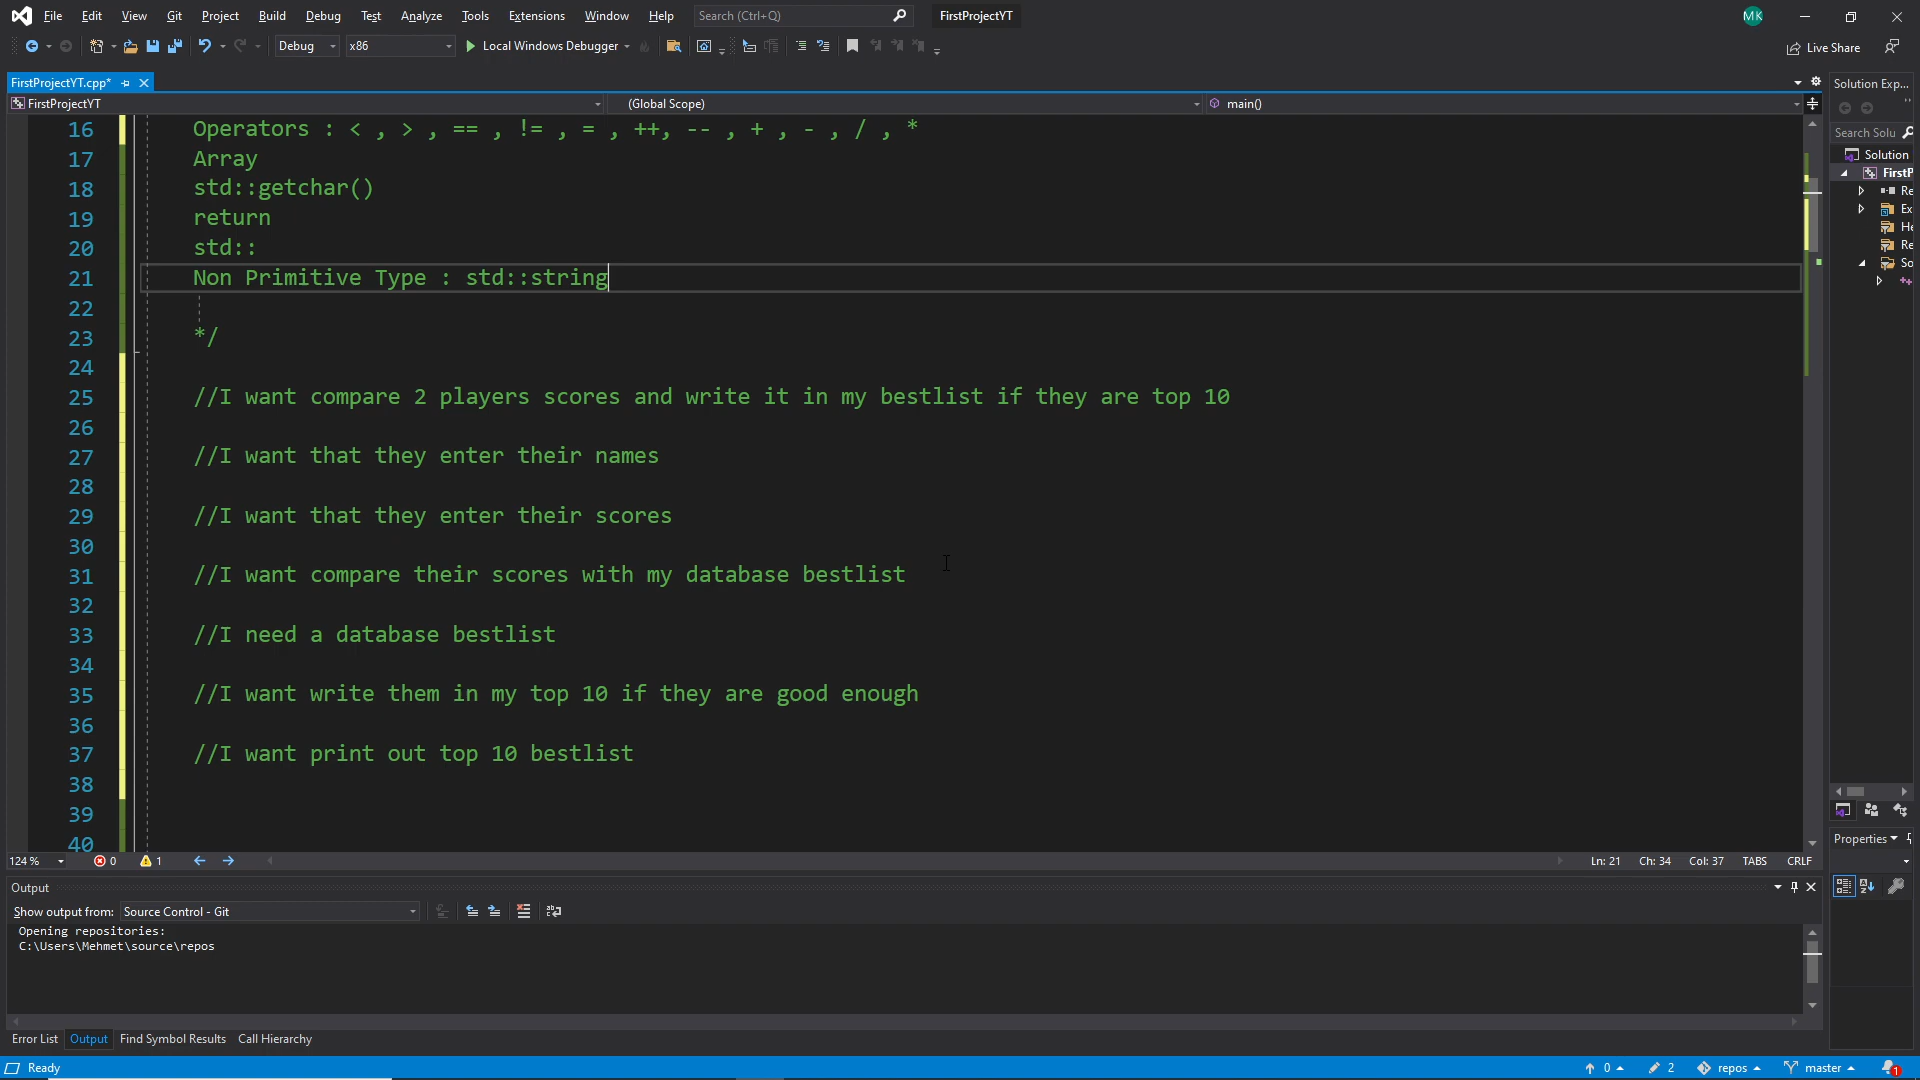 File Edit View Git Project Build Debug Test Analyze Tools Extensions Window Help Search (Ctrl+Q) FirstProjectYT MK
Debug x86 Local Windows Debugger Live Share
FirstProjectYT.cpp* Solution Exp...
FirstProjectYT (Global Scope) main()
Search Solu
Solution
FirstP
Re
Ex
He
Re
So
16 Operators : < , > , == , != , = , ++, -- , + , - , / , *
17 Array
18 std::getchar()
19 return
20 std::
21 Non Primitive Type : std::string
22
23 */
24
25 //I want compare 2 players scores and write it in my bestlist if they are top 10
26
27 //I want that they enter their names
28
29 //I want that they enter their scores
30
31 //I want compare their scores with my database bestlist
32
33 //I need a database bestlist
34
35 //I want write them in my top 10 if they are good enough
36
37 //I want print out top 10 bestlist
38
39
40
124 % 0 1 Ln: 21 Ch: 34 Col: 37 TABS CRLF
Properties
Output
Show output from: Source Control - Git
Opening repositories:
C:\Users\Mehmet\source\repos
Error List Output Find Symbol Results Call Hierarchy
Ready 0 2 repos master 1